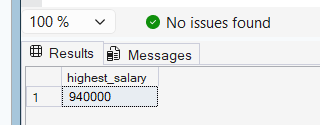 100 %
No issues found
Results
Messages
highest_salary
1
940000